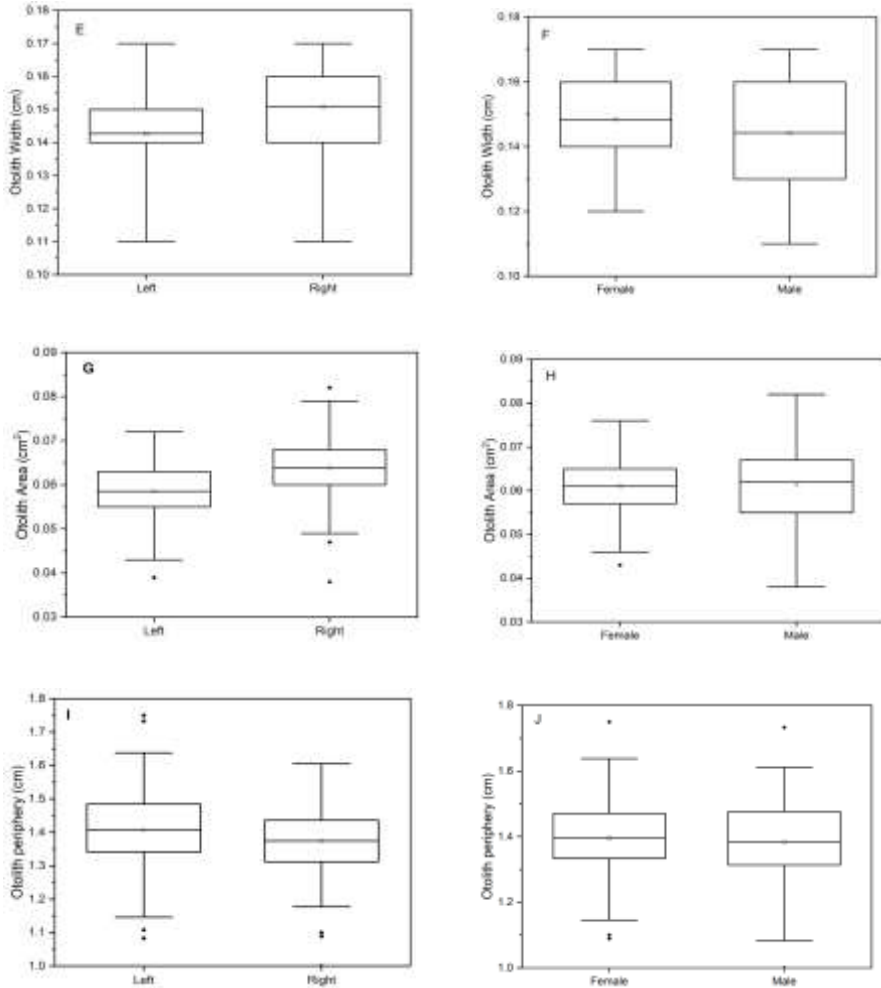 E
Otolith Width (cm)
0.18
0.17
0.16
0.15
0.14
0.13
0.12
0.11
0.10
Left
Right
F
Otolith Width (cm)
0.18
0.16
0.14
0.12
0.10
Female
Male
G
Otolith Area (cm²)
0.09
0.08
0.07
0.06
0.05
0.04
0.03
Left
Right
H
Otolith Area (cm²)
0.09
0.08
0.07
0.06
0.05
0.04
0.03
Female
Male
I
Otolith periphery (cm)
1.8
1.7
1.6
1.5
1.4
1.3
1.2
1.1
1.0
Left
Right
J
Otolith periphery (cm)
1.8
1.6
1.4
1.2
1.0
Female
Male